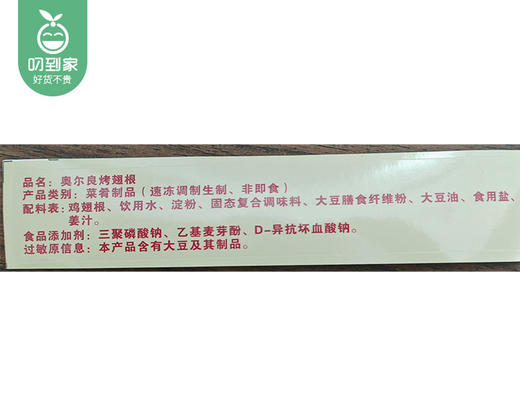 叨到家
好货不贵
品名：奥尔良烤翅根
产品类别：菜肴制品（速冻调制生制、非即食）
配料表：鸡翅根、饮用水、淀粉、固态复合调味料、大豆膳食纤维粉、大豆油、食用盐、
姜汁。
食品添加剂：三聚磷酸钠、乙基麦芽酚、D-异抗坏血酸钠。
过敏原信息：本产品含有大豆及其制品。